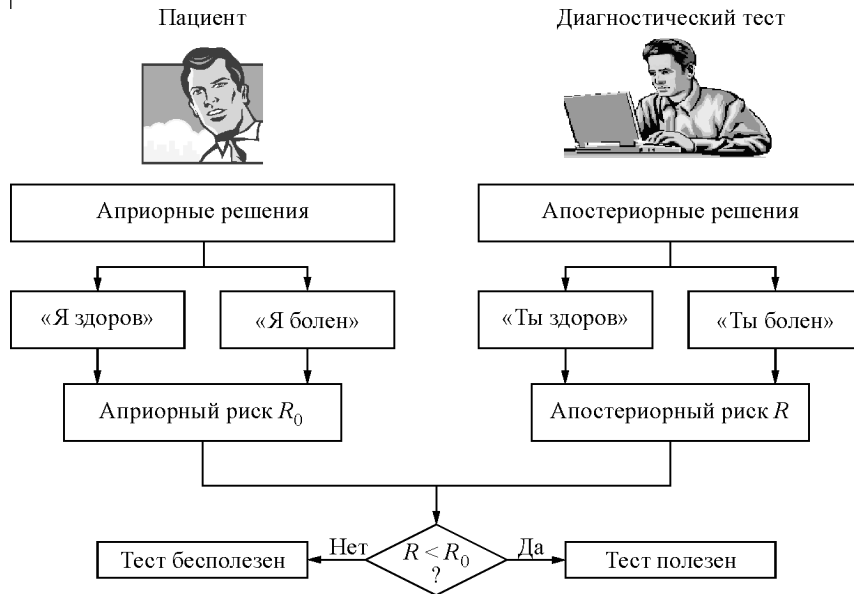 Пациент
Диагностический тест
Априорные решения
Апостериорные решения
«Я здоров»
«Я болен»
«Ты здоров»
«Ты болен»
Априорный риск R₀
Апостериорный риск R
Нет
R < R₀
?
Да
Тест бесполезен
Тест полезен